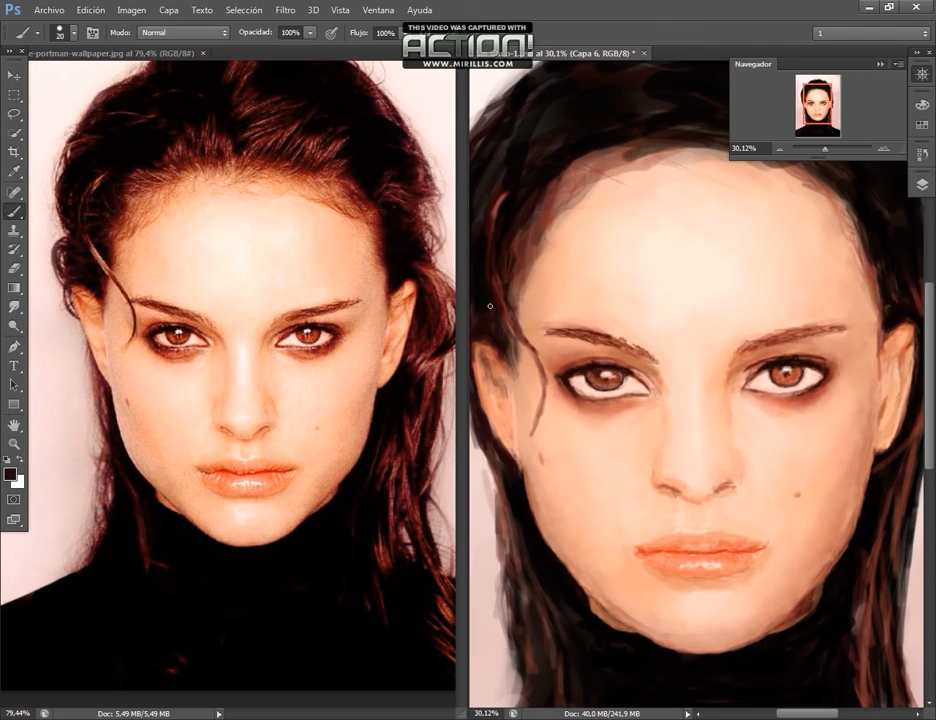 Ps Archivo Edición Imagen Capa Texto Selección Filtro 3D Vista Ventana Ayuda
20 Modo: Normal Opacidad: 100% Flujo: 100% 1
THIS VIDEO WAS CAPTURED WITH
ACTION!
WWW.MIRILLIS.COM
e-portman-wallpaper.jpg al 79,4% (RGB/8#) × al 30,1% (Capa 6, RGB/8) * ×
Navegador
30,12%
79,44% Doc: 5,49 MB/5,49 MB
30,12% Doc: 40,0 MB/241,9 MB